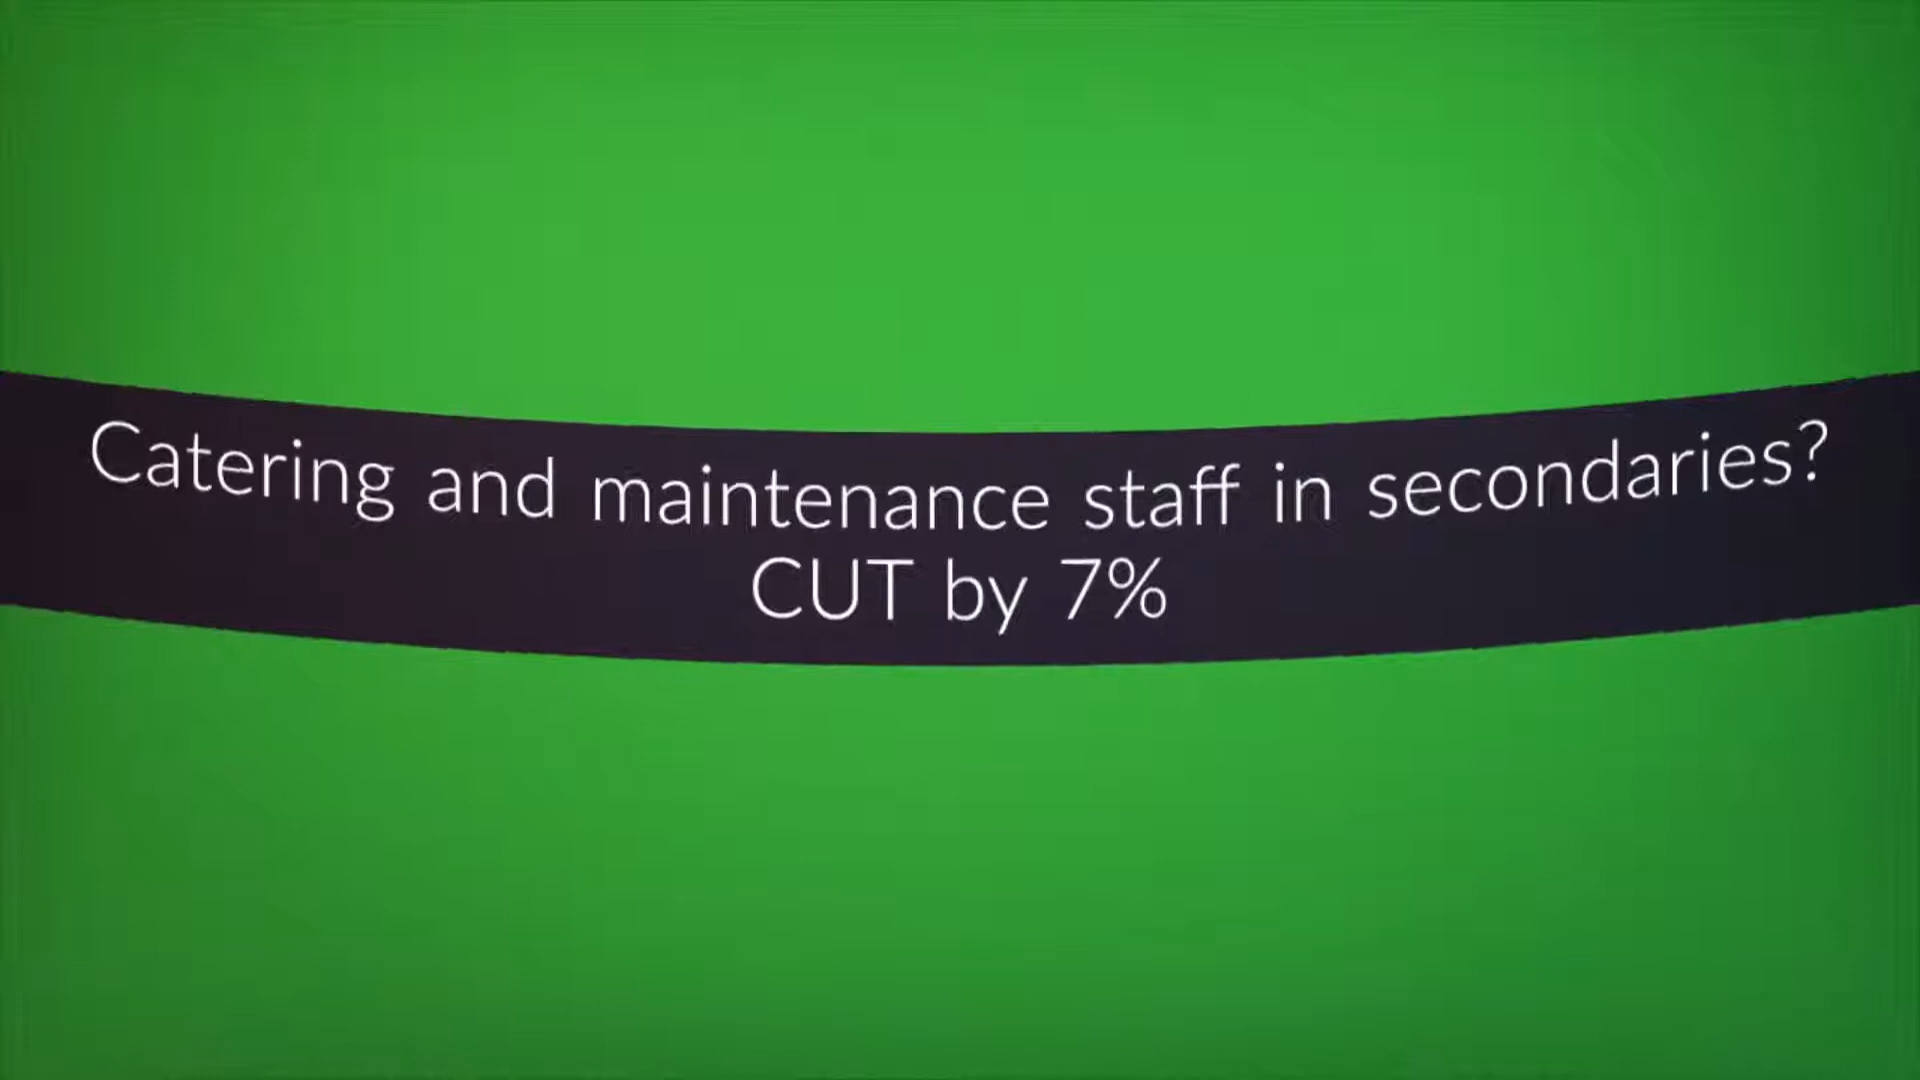 Catering and maintenance staff in secondaries?
CUT by 7%